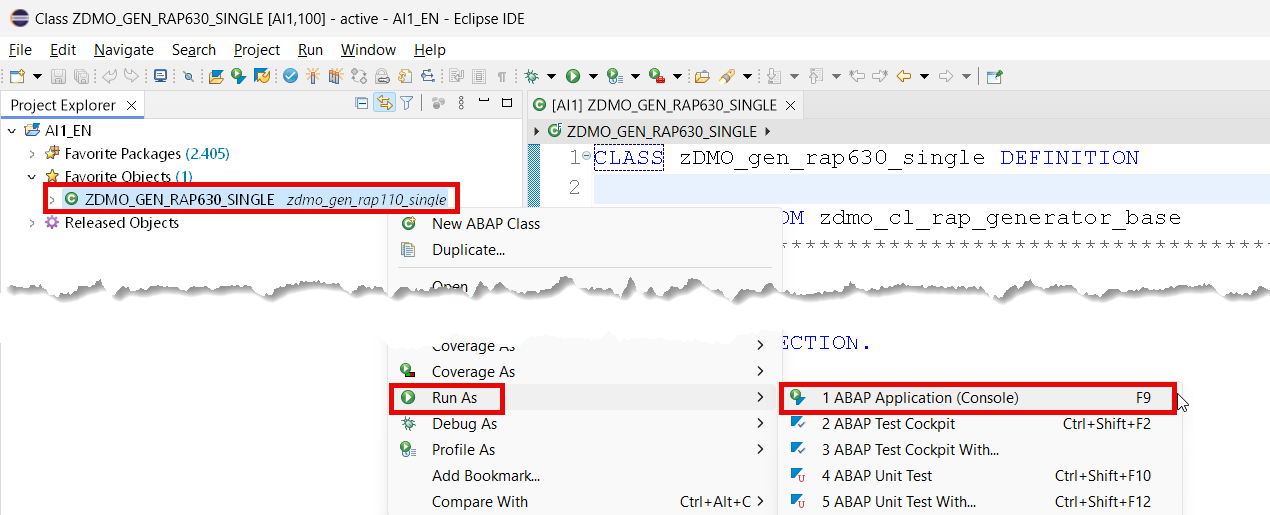 Class ZDMO_GEN_RAP630_SINGLE [AI1,100] - active - AI1_EN - Eclipse IDE
File Edit Navigate Search Project Run Window Help
Project Explorer
[AI1] ZDMO_GEN_RAP630_SINGLE
AI1_EN
ZDMO_GEN_RAP630_SINGLE
Favorite Packages (2.405)
1 CLASS zDMO_gen_rap630_single DEFINITION
Favorite Objects (1)
2
ZDMO_GEN_RAP630_SINGLE zdmo_gen_rap110_single
Released Objects
OM zdmo_cl_rap_generator_base
New ABAP Class
Duplicate...
Open
Coverage As
ECTION.
Coverage As
Run As
1 ABAP Application (Console) F9
Debug As
2 ABAP Test Cockpit Ctrl+Shift+F2
Profile As
3 ABAP Test Cockpit With...
Add Bookmark...
4 ABAP Unit Test Ctrl+Shift+F10
Compare With Ctrl+Alt+C
5 ABAP Unit Test With... Ctrl+Shift+F12